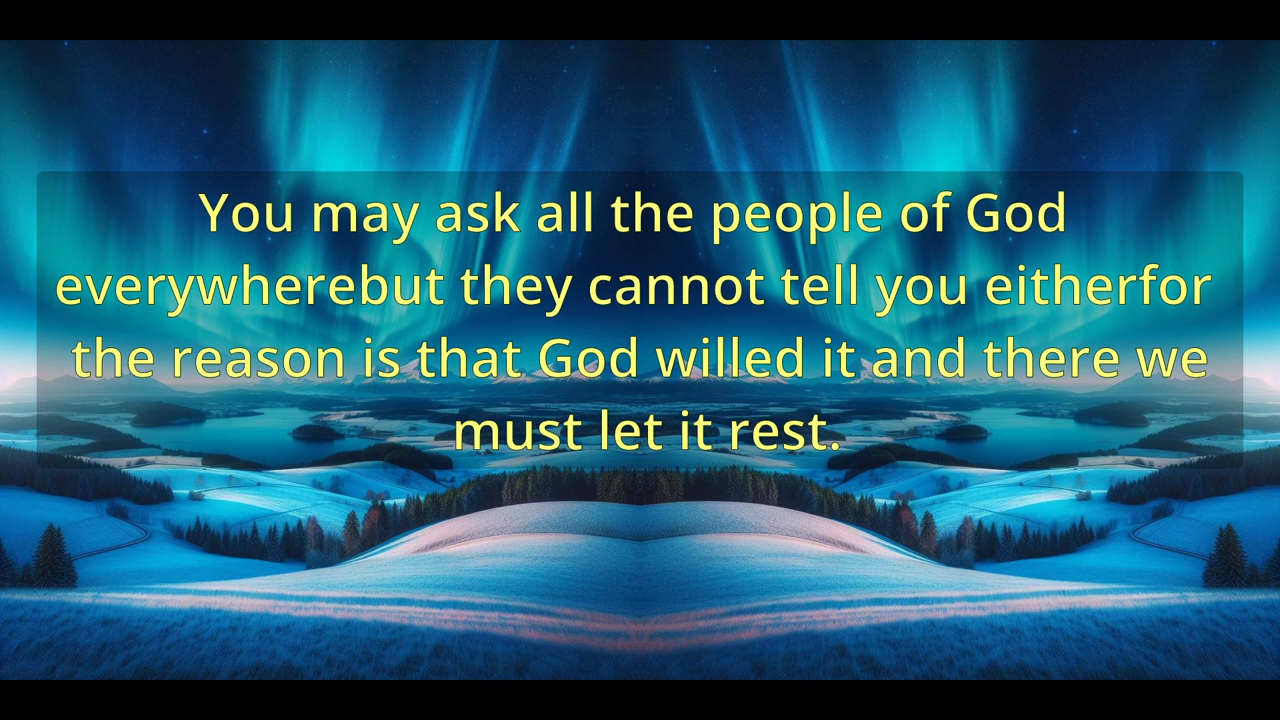 You may ask all the people of God
everywherebut they cannot tell you eitherfor
the reason is that God willed it and there we
must let it rest.